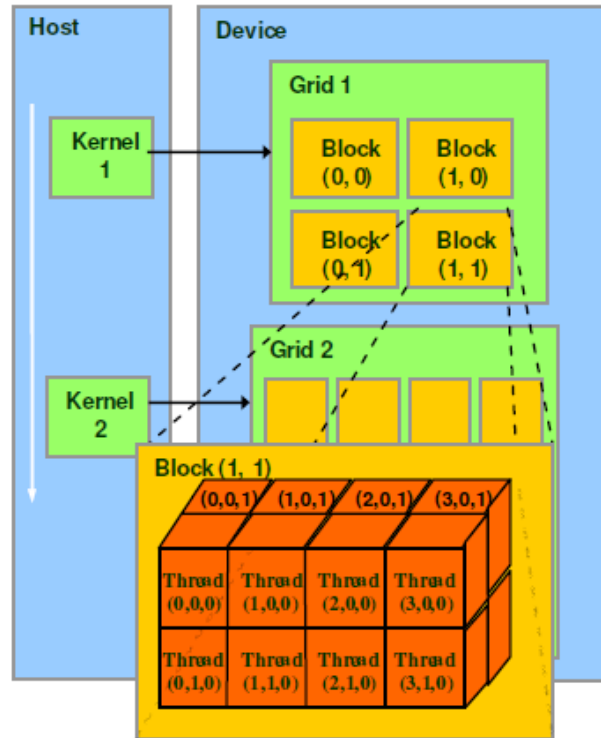 Host
Device
Grid 1
Kernel
1
Block
(0, 0)
Block
(1, 0)
Block
(0, 1)
Block
(1, 1)
Grid 2
Kernel
2
Block (1, 1)
(0,0,1) (1,0,1) (2,0,1) (3,0,1)
Thread
(0,0,0)
Thread
(1,0,0)
Thread
(2,0,0)
Thread
(3,0,0)
Thread
(0,1,0)
Thread
(1,1,0)
Thread
(2,1,0)
Thread
(3,1,0)